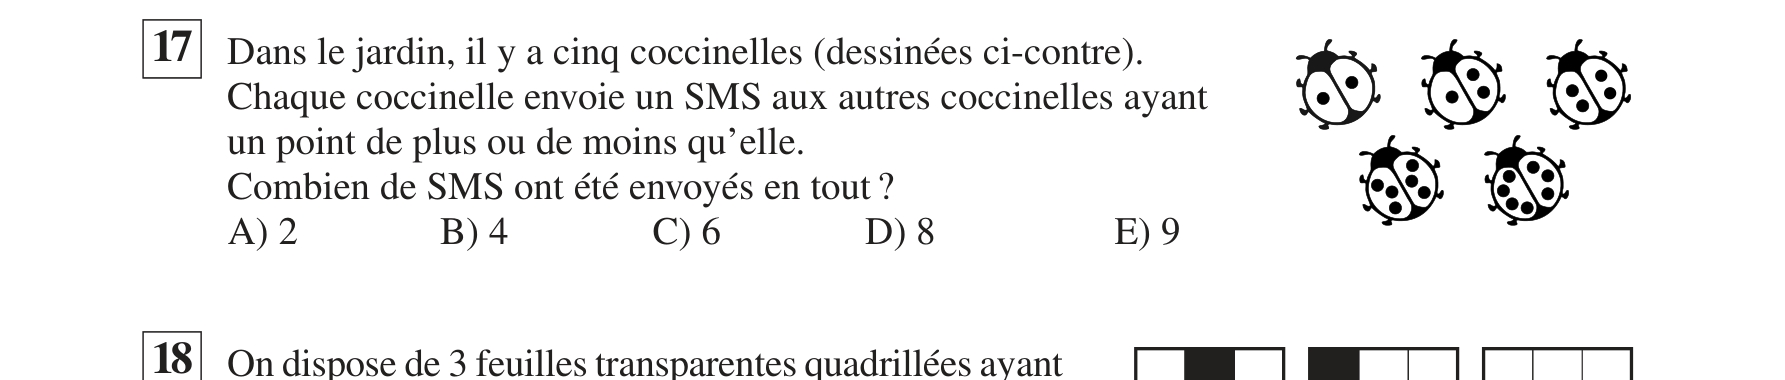 17 Dans le jardin, il y a cinq coccinelles (dessinées ci-contre).
Chaque coccinelle envoie un SMS aux autres coccinelles ayant
un point de plus ou de moins qu’elle.
Combien de SMS ont été envoyés en tout ?
A) 2 B) 4 C) 6 D) 8 E) 9
18 On dispose de 3 feuilles transparentes quadrillées ayant